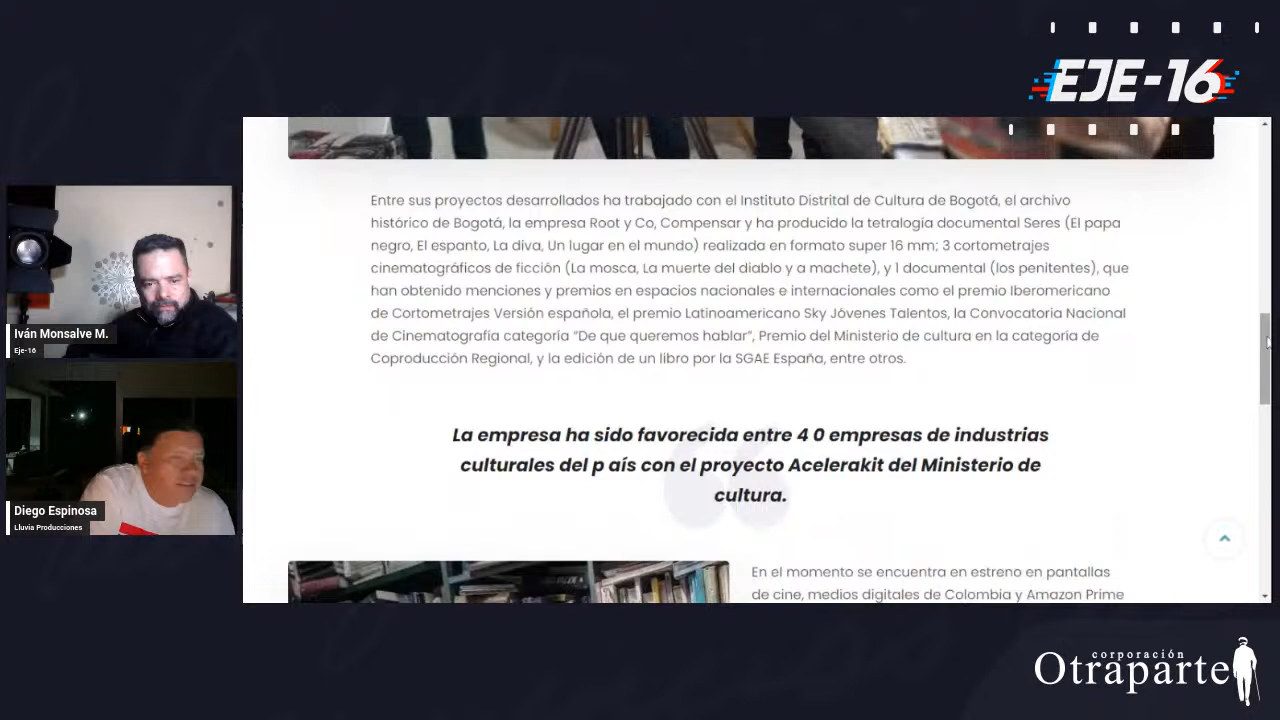 EJE-16
Iván Monsalve M.
Eje-16
Diego Espinosa
Lluvia Producciones
Entre sus proyectos desarrollados ha trabajado con el Instituto Distrital de Cultura de Bogotá, el archivo
histórico de Bogotá, la empresa Root y Co, Compensar y ha producido la tetralogía documental Seres (El papa
negro, El espanto, La diva, Un lugar en el mundo) realizada en formato super 16 mm; 3 cortometrajes
cinematográficos de ficción (La mosca, La muerte del diablo y a machete), y 1 documental (los penitentes), que
han obtenido menciones y premios en espacios nacionales e internacionales como el premio Iberomericano
de Cortometrajes Versión española, el premio Latinoamericano Sky Jóvenes Talentos, la Convocatoria Nacional
de Cinematografía categoría “De que queremos hablar”, Premio del Ministerio de cultura en la categoría de
Coproducción Regional, y la edición de un libro por la SGAE España, entre otros.
La empresa ha sido favorecida entre 4 0 empresas de industrias
culturales del p aís con el proyecto Acelerakit del Ministerio de
cultura.
En el momento se encuentra en estreno en pantallas
de cine, medios digitales de Colombia y Amazon Prime
corporación
Otraparte